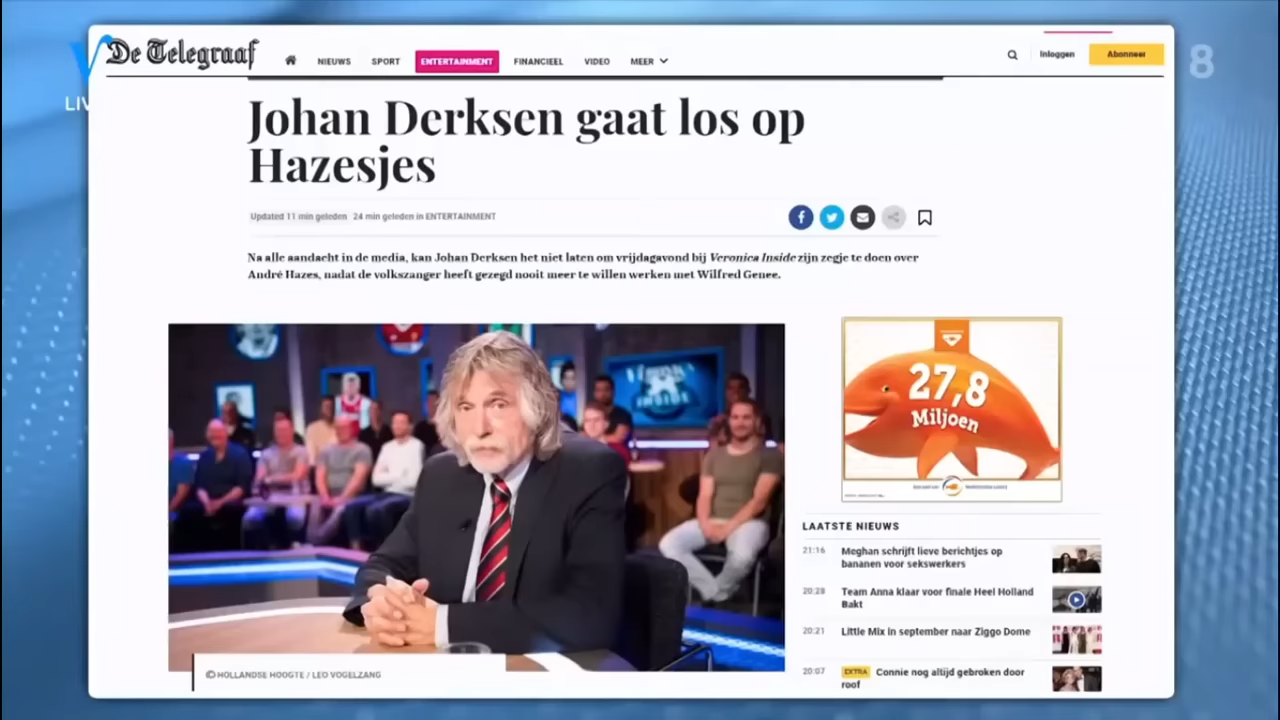 De Telegraaf
NIEUWS SPORT ENTERTAINMENT FINANCIEEL VIDEO MEER
Inloggen Abonneer
8
LIV
Johan Derksen gaat los op
Hazesjes
Updated 11 min geleden 24 min geleden in ENTERTAINMENT
Na alle aandacht in de media, kan Johan Derksen het niet laten om vrijdagavond bij Veronica Inside zijn zegje te doen over
André Hazes, nadat de volkszanger heeft gezegd nooit meer te willen werken met Wilfred Genee.
VERONICA
INSIDE
© HOLLANDSE HOOGTE / LEO VOGELZANG
27,8
Miljoen
LAATSTE NIEUWS
21:16 Meghan schrijft lieve berichtjes op
bananen voor sekswerkers
20:28 Team Anna klaar voor finale Heel Holland
Bakt
20:21 Little Mix in september naar Ziggo Dome
20:07 EXTRA Connie nog altijd gebroken door
roof